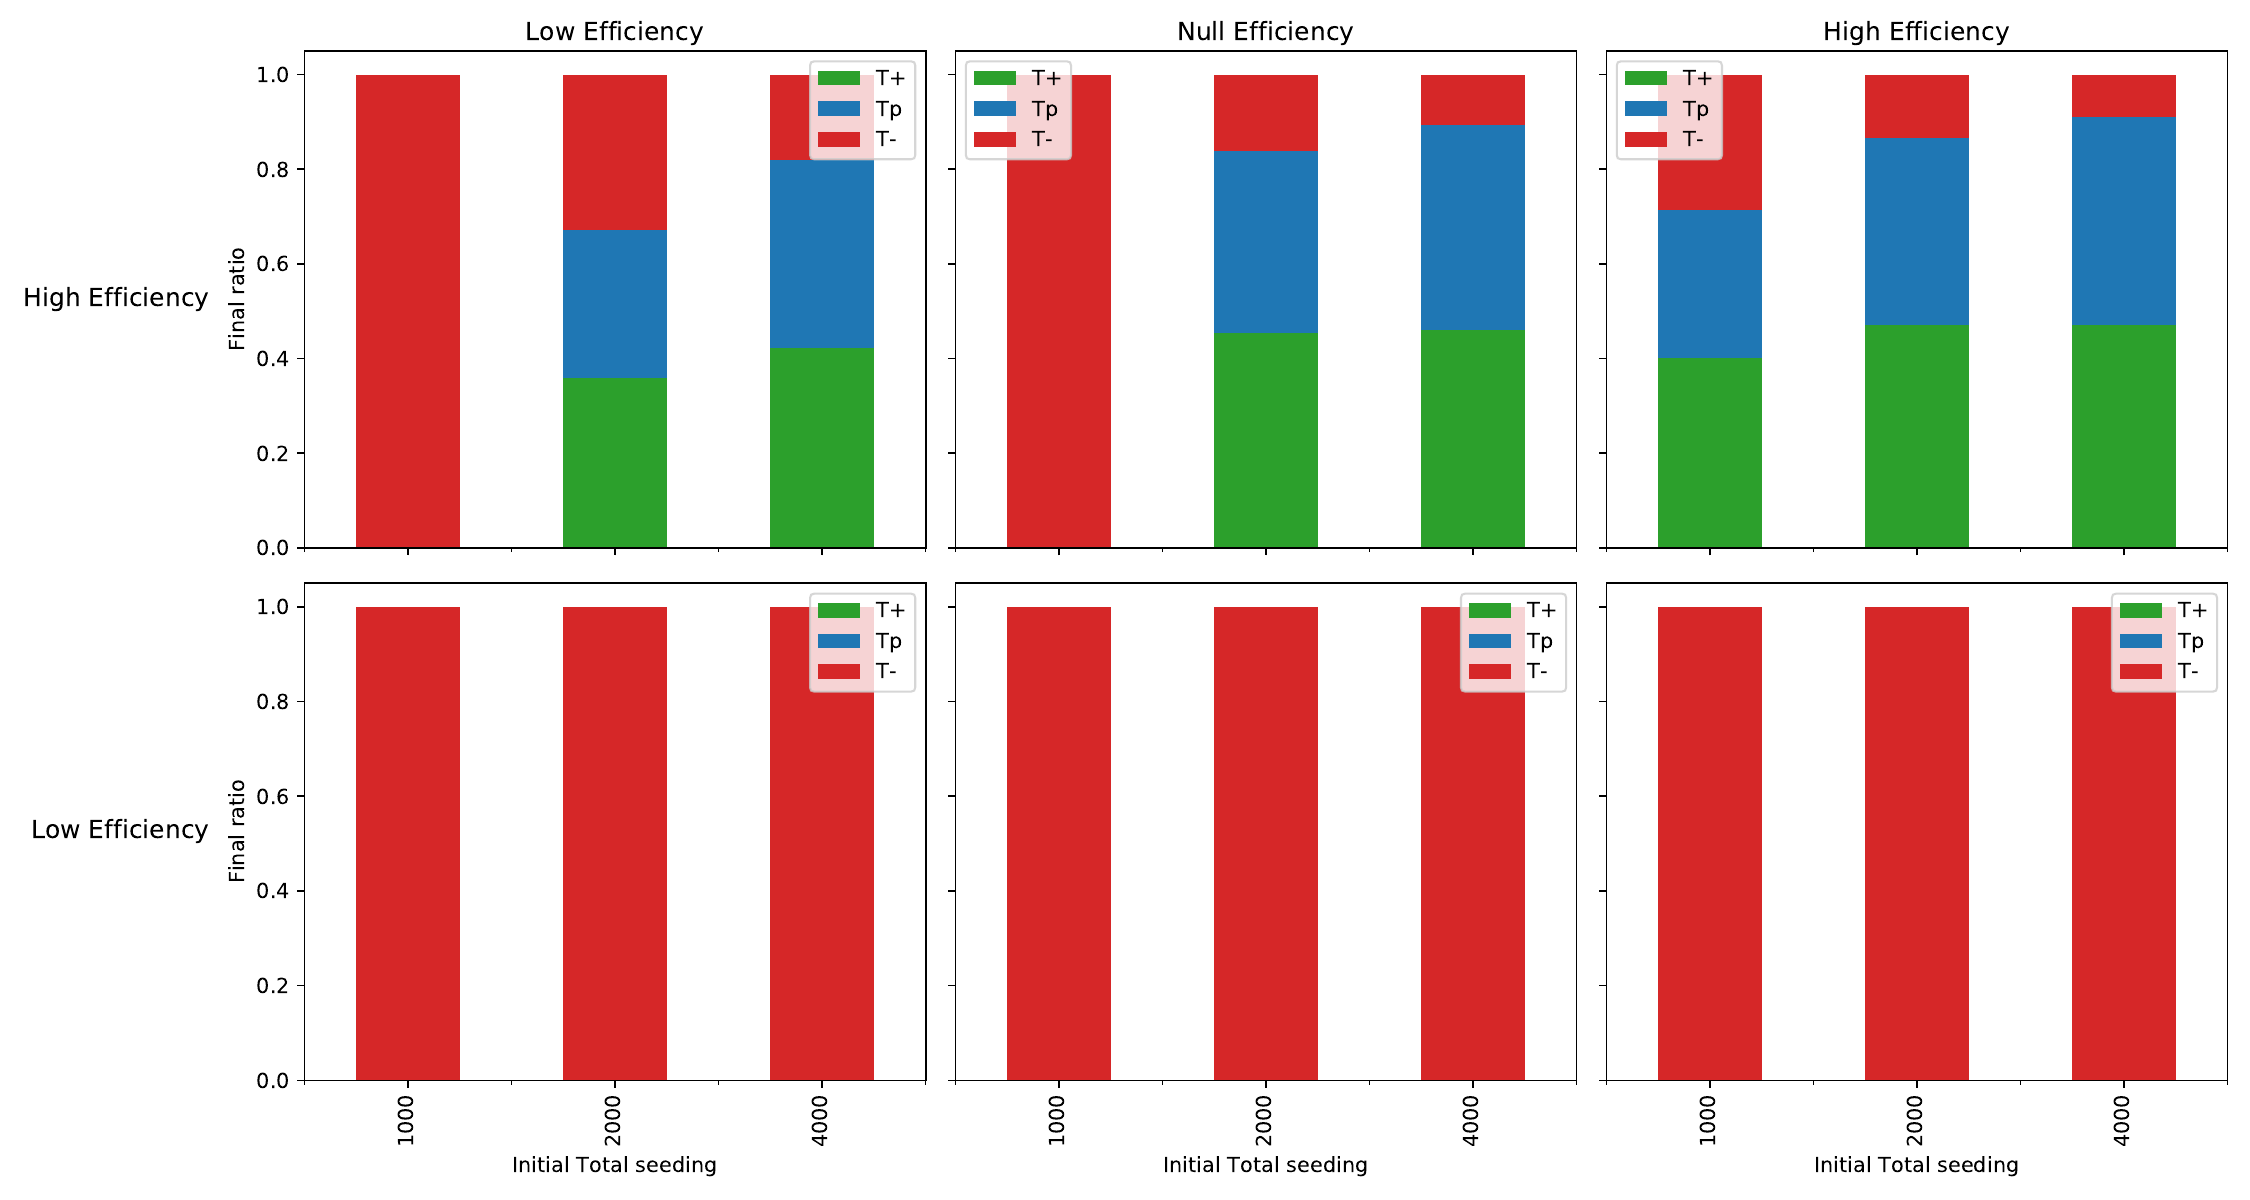 Low Efficiency
Null Efficiency
High Efficiency
High Efficiency
Final ratio
1.0
0.8
0.6
0.4
0.2
0.0
T+
Tp
T-
T+
Tp
T-
T+
Tp
T-
Low Efficiency
Final ratio
1.0
0.8
0.6
0.4
0.2
0.0
T+
Tp
T-
T+
Tp
T-
T+
Tp
T-
1000
2000
4000
1000
2000
4000
1000
2000
4000
Initial Total seeding
Initial Total seeding
Initial Total seeding